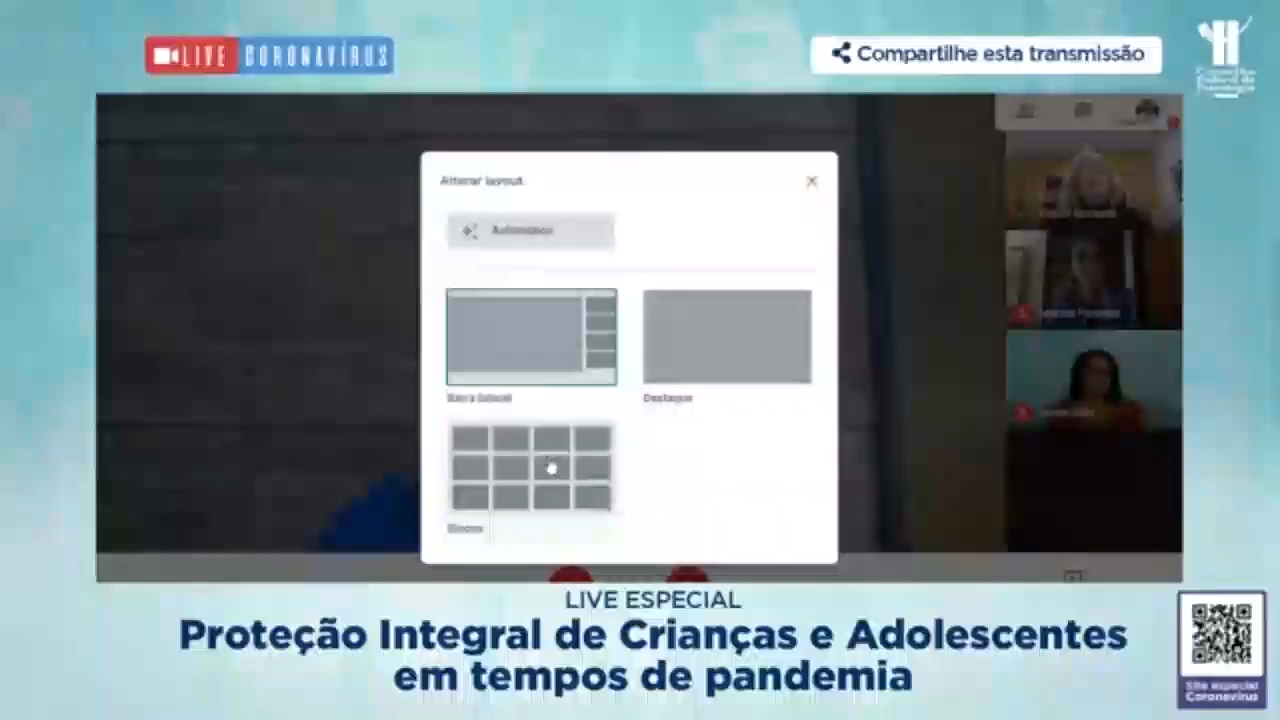 LIVE CORONAVÍRUS
Compartilhe esta transmissão
Alterar layout
Automático
Barra lateral
Destaque
LIVE ESPECIAL
Proteção Integral de Crianças e Adolescentes
em tempos de pandemia
Site especial
Coronavírus